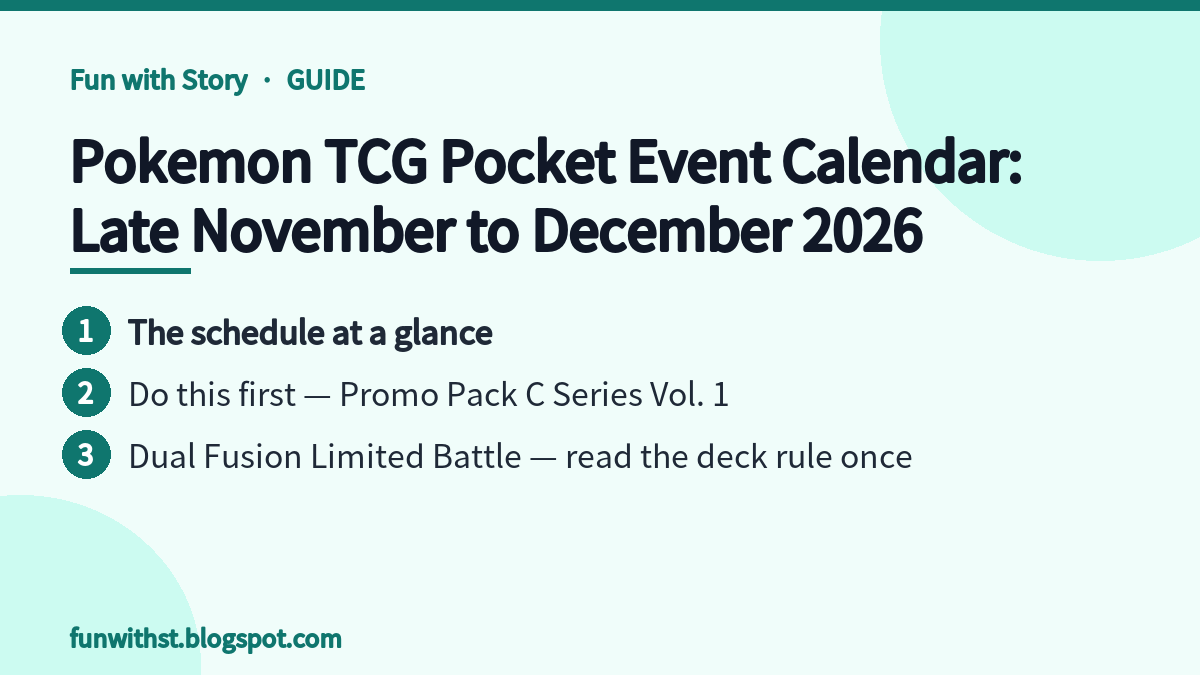 Fun with Story · GUIDE
Pokemon TCG Pocket Event Calendar:
Late November to December 2026
1 The schedule at a glance
2 Do this first — Promo Pack C Series Vol. 1
3 Dual Fusion Limited Battle — read the deck rule once
funwithst.blogspot.com